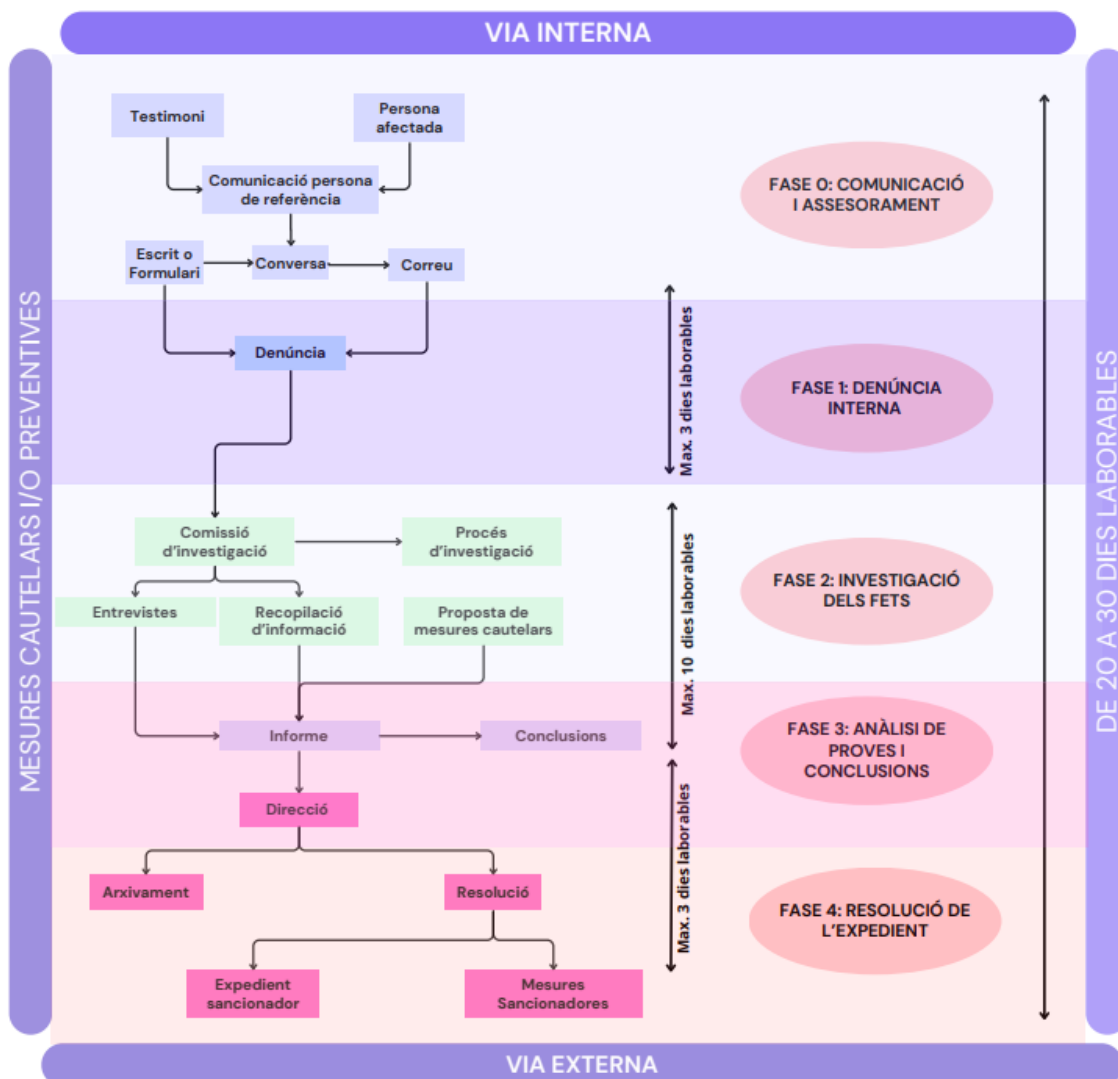 VIA INTERNA
MESURES CAUTELARS I/O PREVENTIVES
DE 20 A 30 DIES LABORABLES
Testimoni
Persona
afectada
Comunicació persona
de referència
Escrit o
Formulari
Conversa
Correu
FASE 0: COMUNICACIÓ
I ASSESORAMENT
Denúncia
Max. 3 dies laborables
FASE 1: DENÚNCIA
INTERNA
Comissió
d'investigació
Procés
d'investigació
Entrevistes
Recopilació
d'informació
Proposta de
mesures cautelars
Max. 10 dies laborables
FASE 2: INVESTIGACIÓ
DELS FETS
Informe
Conclusions
Direcció
FASE 3: ANÀLISI DE
PROVES I
CONCLUSIONS
Arxivament
Resolució
Max. 3 dies laborables
Expedient
sancionador
Mesures
Sancionadores
FASE 4: RESOLUCIÓ DE
L'EXPEDIENT
VIA EXTERNA